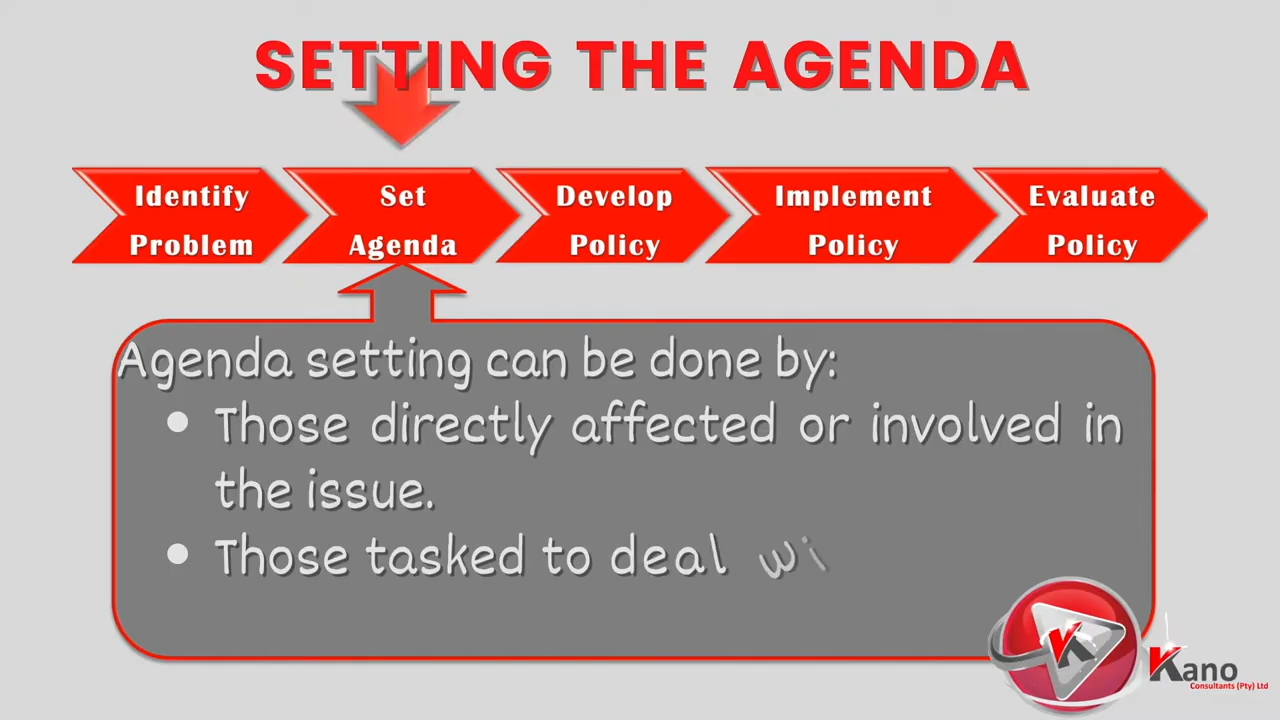 SETTING THE AGENDA
Identify Problem
Set Agenda
Develop Policy
Implement Policy
Evaluate Policy
Agenda setting can be done by:
• Those directly affected or involved in
the issue.
• Those tasked to deal wi
Kano
Consultants (Pty) Ltd